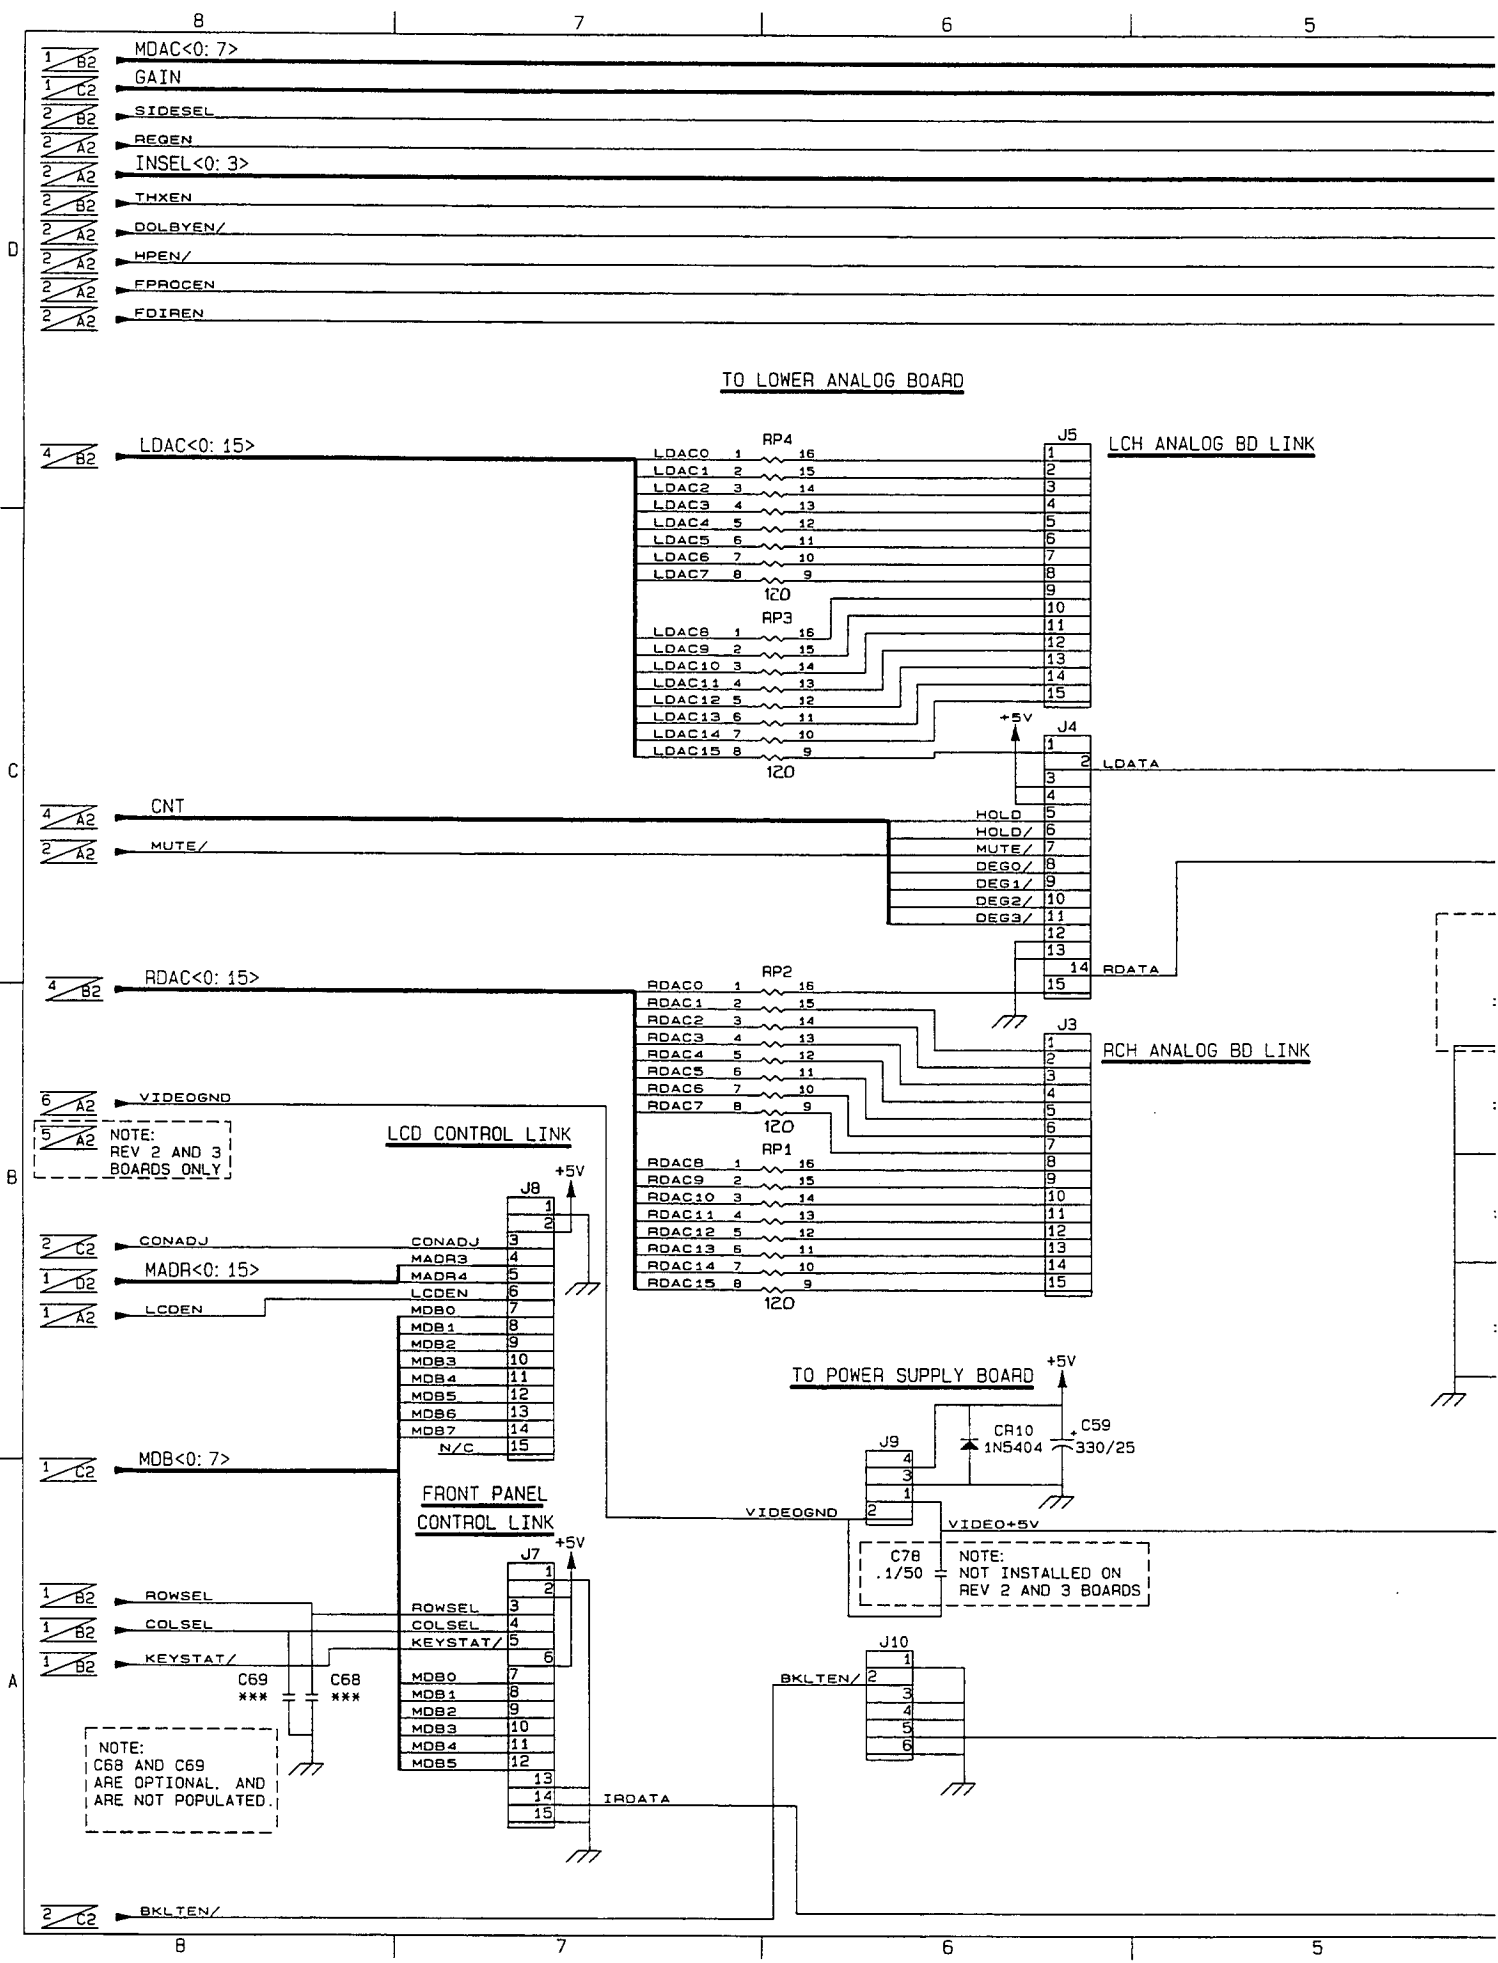 8 7 6 5
1 B2 MDAC<0: 7>
1 C2 GAIN
2 B2 SIDESEL
2 A2 REQEN
2 A2 INSEL<0: 3>
2 B2 THXEN
2 A2 DOLBYEN/
D
2 A2 HPEN/
2 A2 FPROCEN
2 A2 FDIREN
TO LOWER ANALOG BOARD
4 B2 LDAC<0: 15>
RP4
J5
LCH ANALOG BD LINK
LDAC0 1 16 1
LDAC1 2 15 2
LDAC2 3 14 3
LDAC3 4 13 4
LDAC4 5 12 5
LDAC5 6 11 6
LDAC6 7 10 7
LDAC7 8 9 8
120
9
RP3
10
11
LDAC8 1 16
12
LDAC9 2 15
13
LDAC10 3 14
14
LDAC11 4 13
15
LDAC12 5 12
LDAC13 6 11
LDAC14 7 10
LDAC15 8 9
120
+5V
J4
1
2 LDATA
3
4
C
4 A2 CNT
HOLD 5
HOLD/ 6
2 A2 MUTE/
MUTE/ 7
DEG0/ 8
DEG1/ 9
DEG2/ 10
DEG3/ 11
12
13
14 RDATA
15
4 B2 RDAC<0: 15>
RP2
RDAC0 1 16
RDAC1 2 15
RDAC2 3 14
RDAC3 4 13
RDAC4 5 12
RDAC5 6 11
RDAC6 7 10
RDAC7 8 9
120
J3
RCH ANALOG BD LINK
1
2
3
4
5
6
7
RP1
RDAC8 1 16 8
RDAC9 2 15 9
RDAC10 3 14 10
RDAC11 4 13 11
RDAC12 5 12 12
RDAC13 6 11 13
RDAC14 7 10 14
RDAC15 8 9 15
120
6 A2 VIDEOGND
5 A2 NOTE:
REV 2 AND 3
BOARDS ONLY
B
LCD CONTROL LINK
+5V
J8
1
2
2 C2 CONADJ
CONADJ 3
MADR3 4
1 D2 MADR<0: 15>
MADR4 5
LCDEN 6
1 A2 LCDEN
MDB0 7
MDB1 8
MDB2 9
MDB3 10
MDB4 11
MDB5 12
MDB6 13
MDB7 14
N/C 15
1 C2 MDB<0: 7>
TO POWER SUPPLY BOARD
+5V
CR10
1N5404
+ C59
330/25
J9
4
3
1
2
VIDEOGND
VIDEO+5V
C78
.1/50
NOTE:
NOT INSTALLED ON
REV 2 AND 3 BOARDS
FRONT PANEL
CONTROL LINK
+5V
J7
1
2
1 B2 ROWSEL
ROWSEL 3
1 B2 COLSEL
COLSEL 4
KEYSTAT/ 5
1 B2 KEYSTAT/
6
A
C69
***
C68
***
MDB0 7
MDB1 8
MDB2 9
MDB3 10
MDB4 11
MDB5 12
13
14 IRDATA
15
NOTE:
C68 AND C69
ARE OPTIONAL, AND
ARE NOT POPULATED.
J10
1
BKLTEN/ 2
3
4
5
6
2 C2 BKLTEN/
8 7 6 5